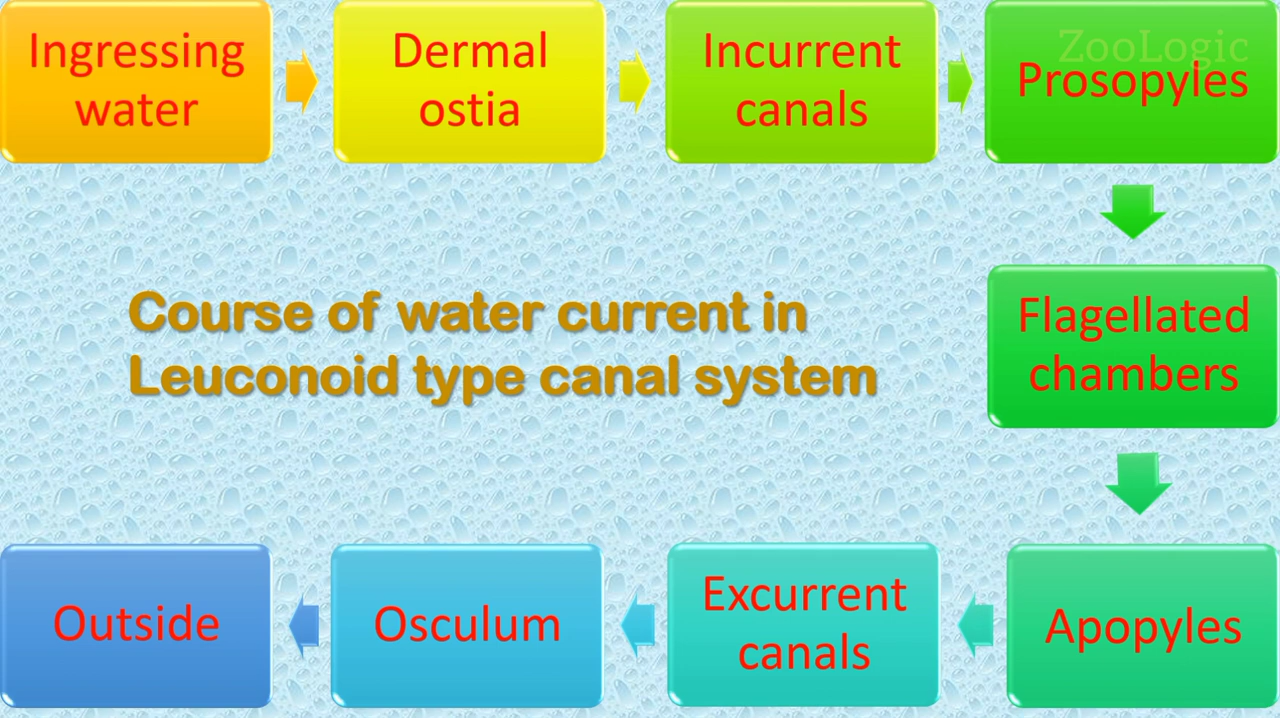 Ingressing
water
Dermal
ostia
Incurrent
canals
ZooLogic
Prosopyles
Flagellated
chambers
Course of water current in
Leuconoid type canal system
Outside
Osculum
Excurrent
canals
Apopyles